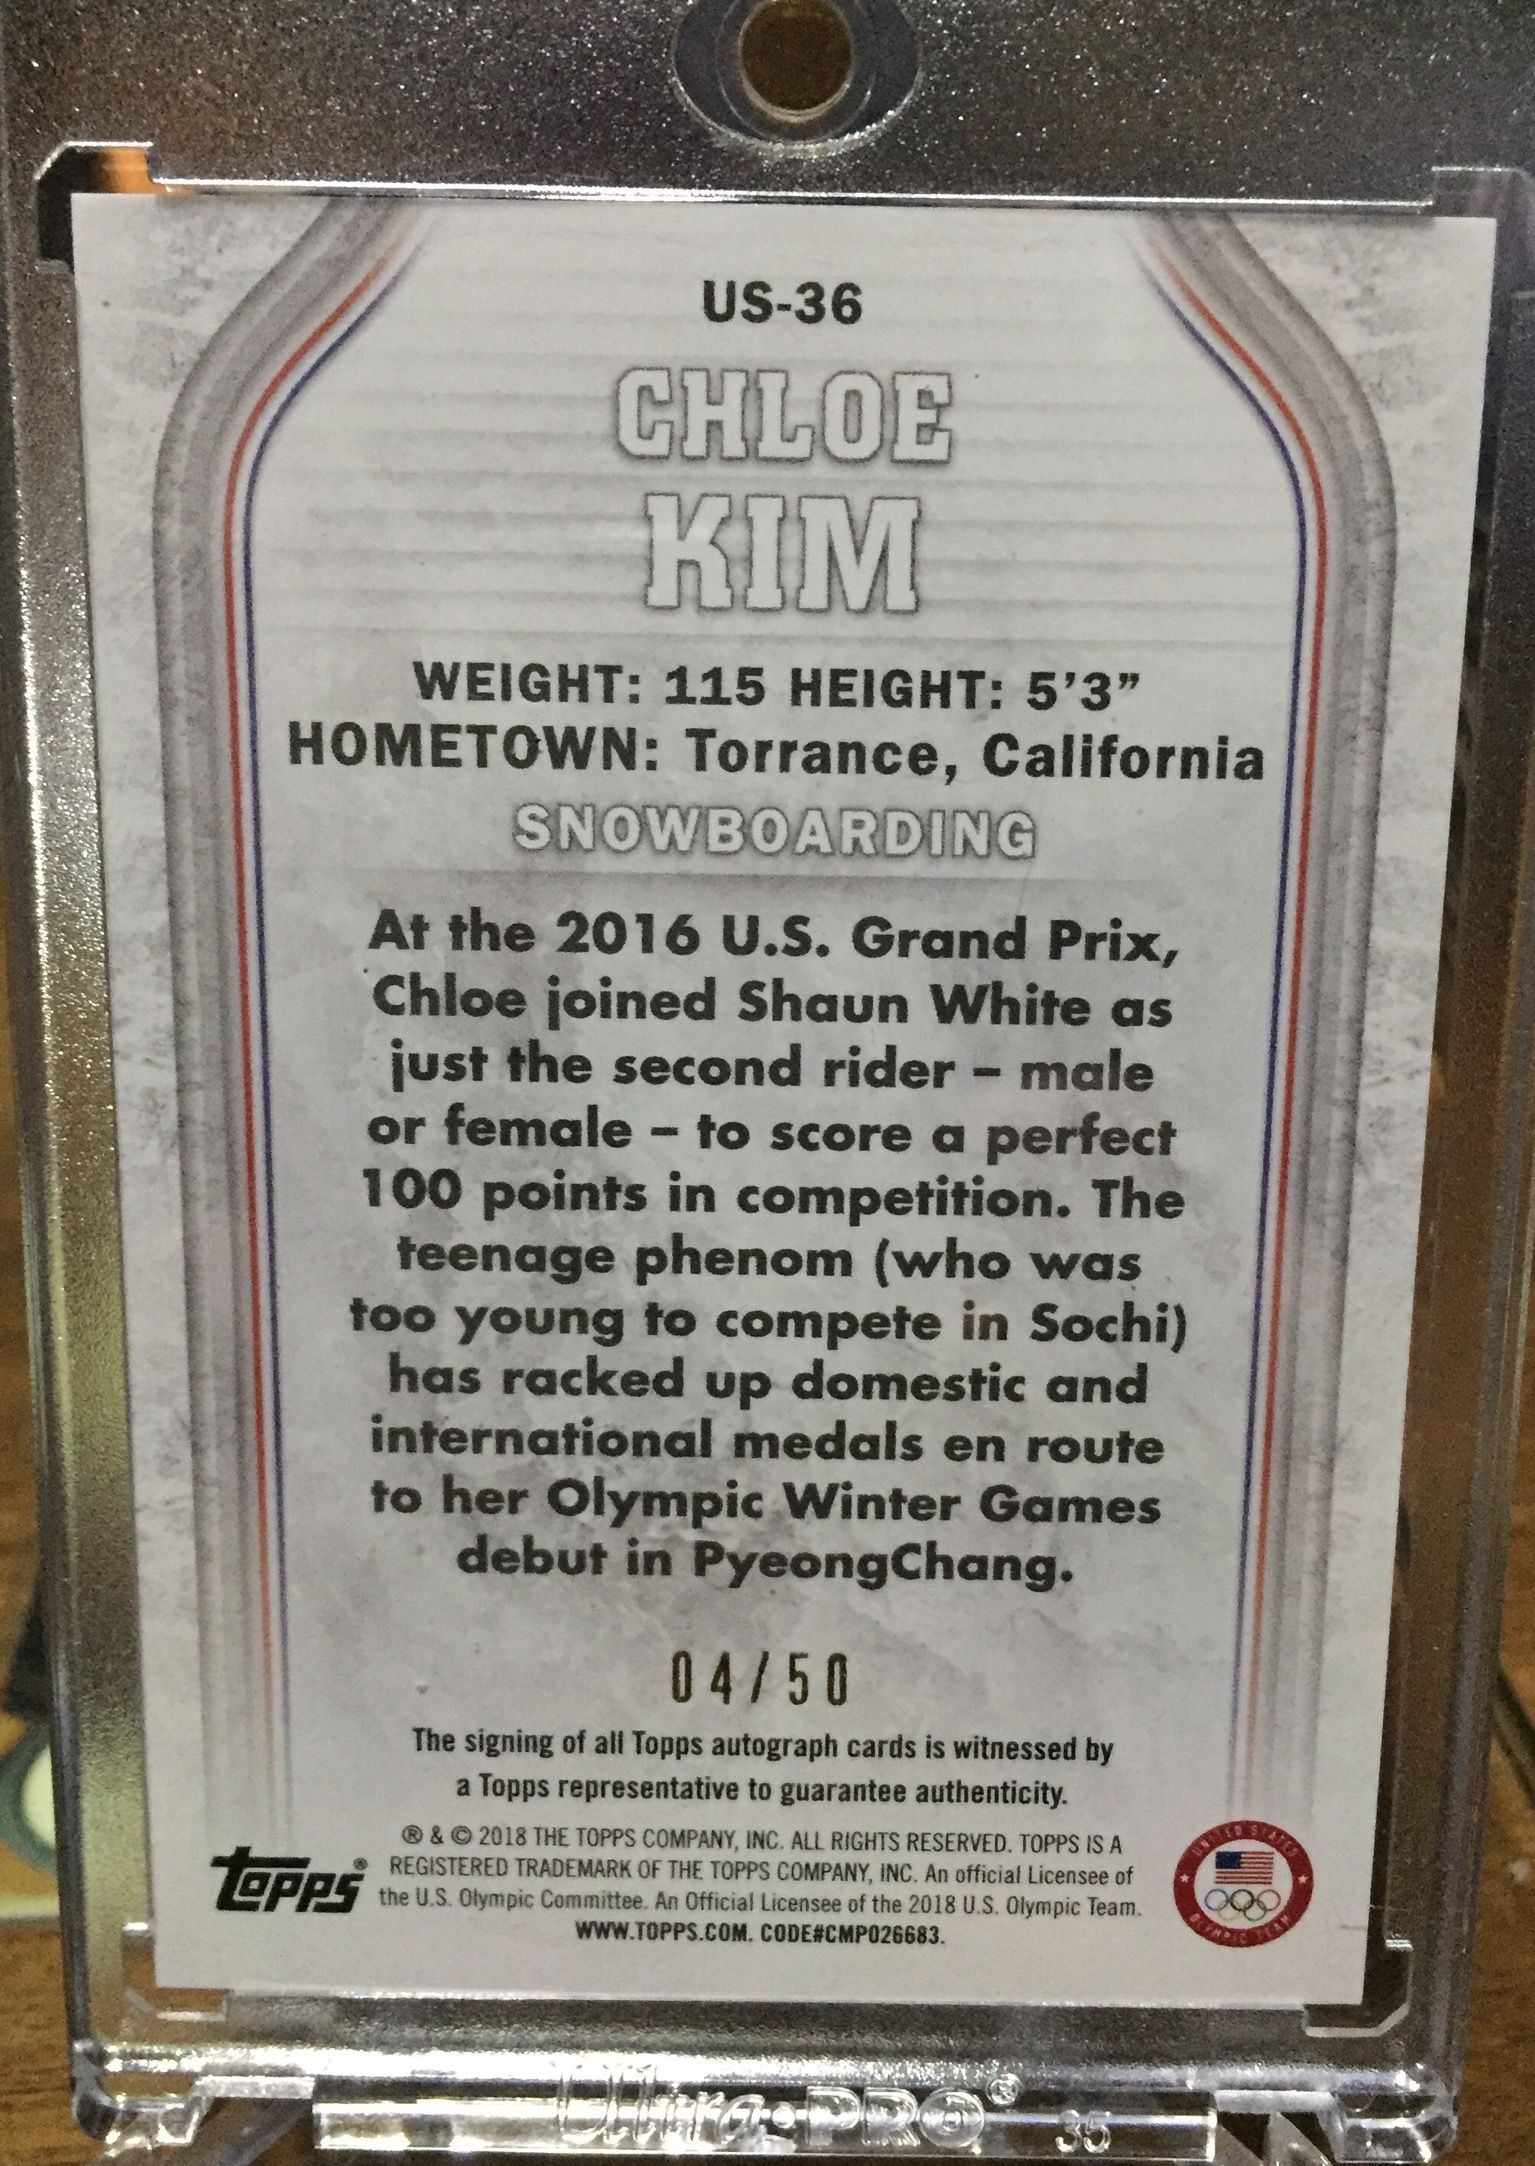 US-36
CHLOE
KIM
WEIGHT: 115 HEIGHT: 5'3"
HOMETOWN: Torrance, California
SNOWBOARDING
At the 2016 U.S. Grand Prix,
Chloe joined Shaun White as
just the second rider – male
or female – to score a perfect
100 points in competition. The
teenage phenom (who was
too young to compete in Sochi)
has racked up domestic and
international medals en route
to her Olympic Winter Games
debut in PyeongChang.
04/50
The signing of all Topps autograph cards is witnessed by
a Topps representative to guarantee authenticity.
® & © 2018 THE TOPPS COMPANY, INC. ALL RIGHTS RESERVED. TOPPS IS A
REGISTERED TRADEMARK OF THE TOPPS COMPANY, INC. An official Licensee of
the U.S. Olympic Committee. An Official Licensee of the 2018 U.S. Olympic Team.
WWW.TOPPS.COM. CODE#CMP026683.
Topps®
UNITED STATES
OLYMPIC TEAM
Ultra•PRO® 35